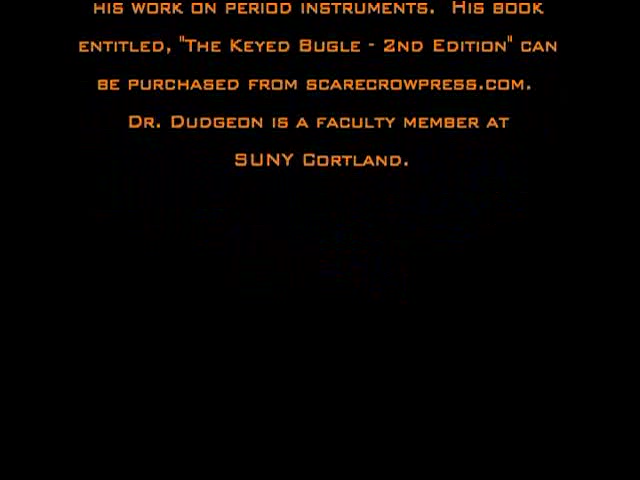 his work on period instruments. His book
entitled, "The Keyed Bugle - 2nd Edition" can
be purchased from scarecrowpress.com.
Dr. Dudgeon is a faculty member at
SUNY Cortland.